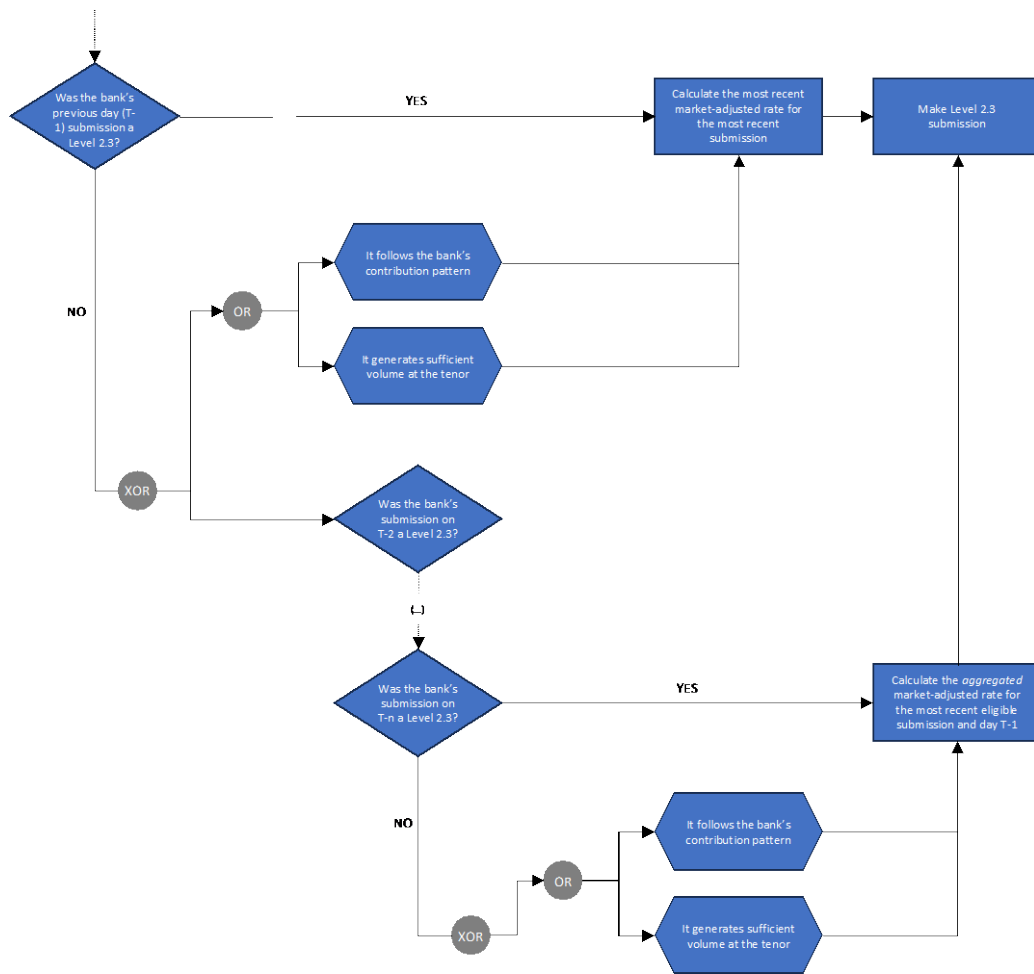 Was the bank's
previous day (T-
1) submission a
Level 2.3?
YES
Calculate the most recent
market-adjusted rate for
the most recent
submission
Make Level 2.3
submission
NO
OR
It follows the bank's
contribution pattern
It generates sufficient
volume at the tenor
XOR
Was the bank's
submission on
T-2 a Level 2.3?
(...)
Was the bank's
submission on
T-n a Level 2.3?
YES
Calculate the aggregated
market-adjusted rate for
the most recent eligible
submission and day T-1
NO
It follows the bank's
contribution pattern
OR
It generates sufficient
volume at the tenor
XOR